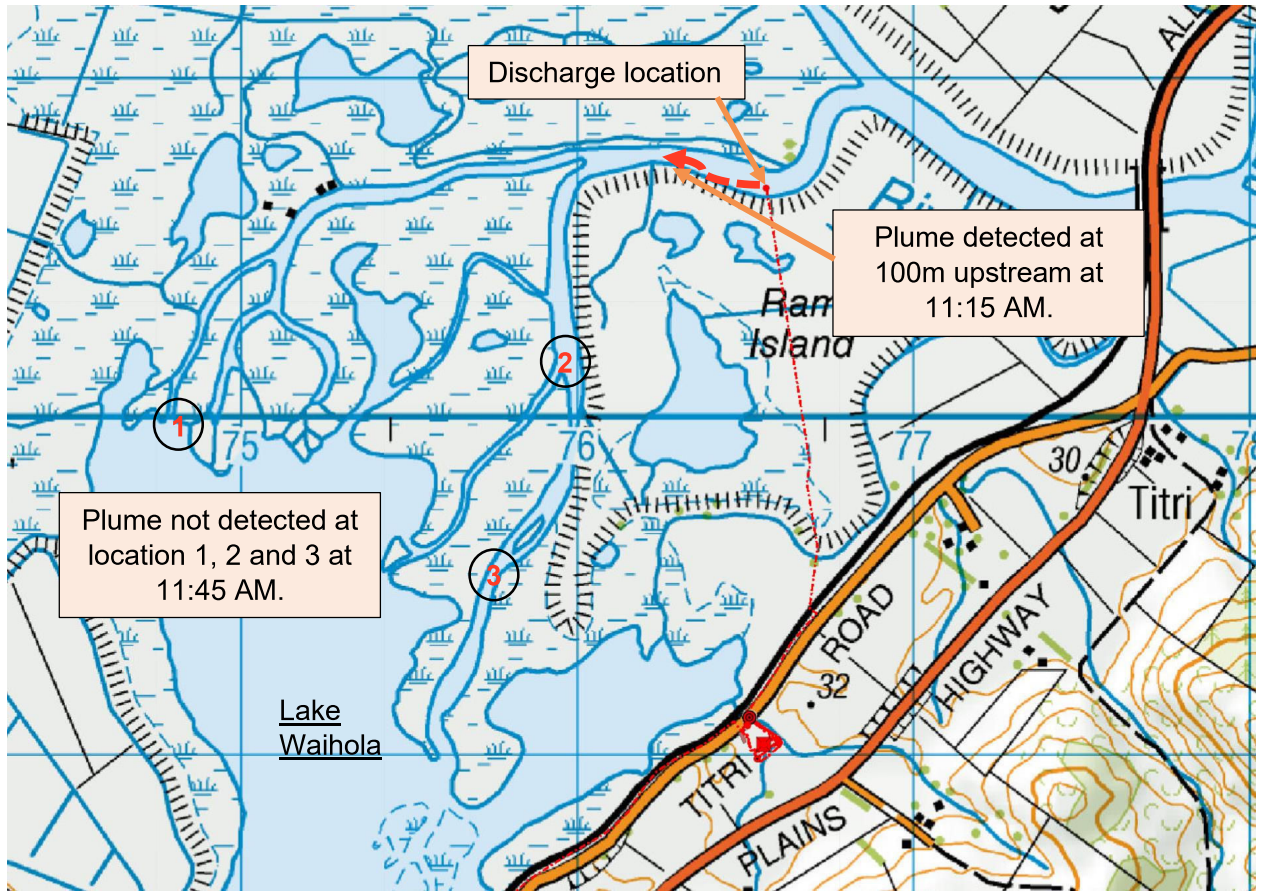 ALL
Discharge location
Plume detected at
100m upstream at
11:15 AM.
Island
2
1
75
76
77
30
Titri
Plume not detected at
location 1, 2 and 3 at
11:45 AM.
3
ROAD
HIGHWAY
32
Lake
Waihola
TITRI
PLAINS